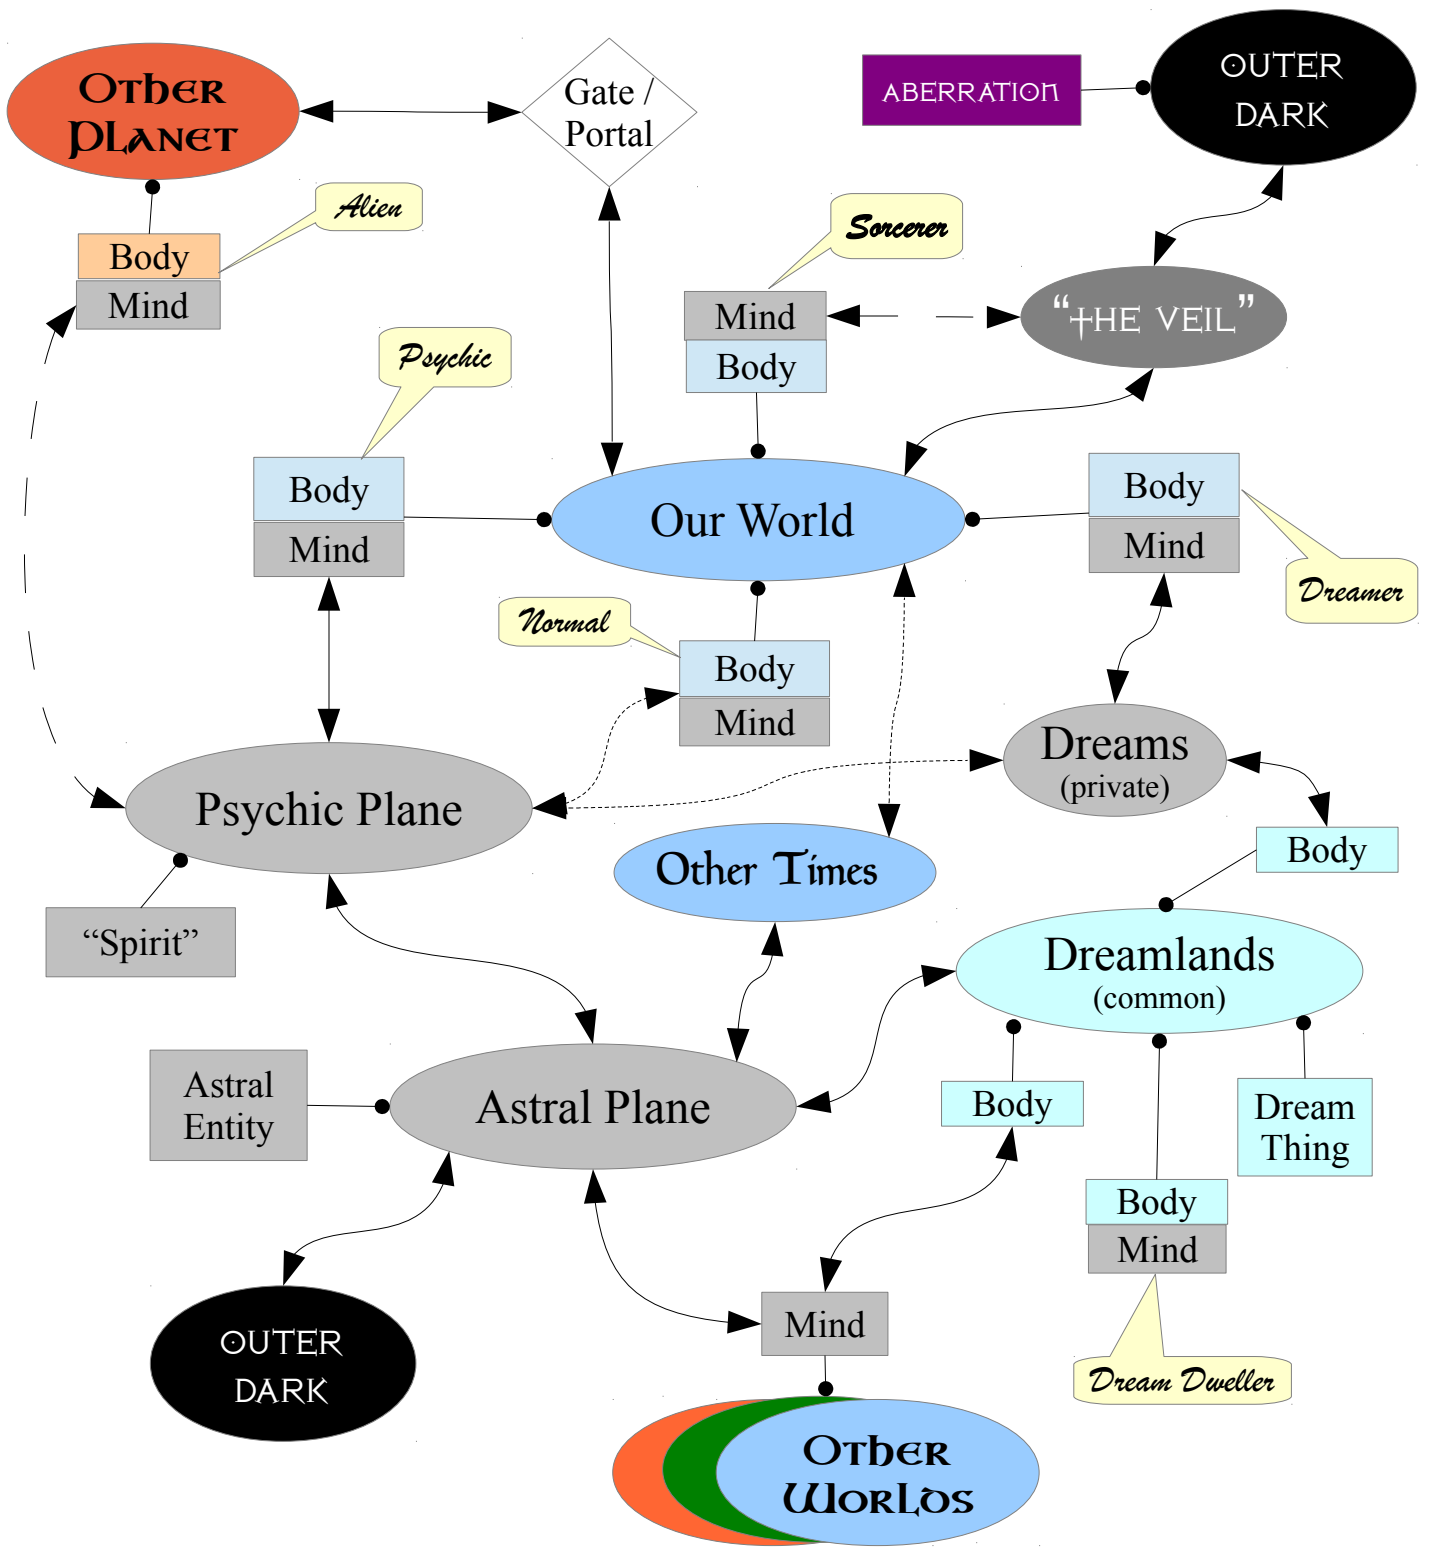 Other
Planet
Gate /
Portal
ABERRATION
OUTER
DARK
Alien
Body
Mind
Sorcerer
Mind
Body
“THE VEIL”
Psychic
Body
Mind
Our World
Body
Mind
Dreamer
Normal
Body
Mind
Dreams
(private)
Psychic Plane
Other Times
Body
“Spirit”
Dreamlands
(common)
Astral
Entity
Astral Plane
Body
Dream
Thing
Body
Mind
Dream Dweller
Mind
OUTER
DARK
Other
Worlds